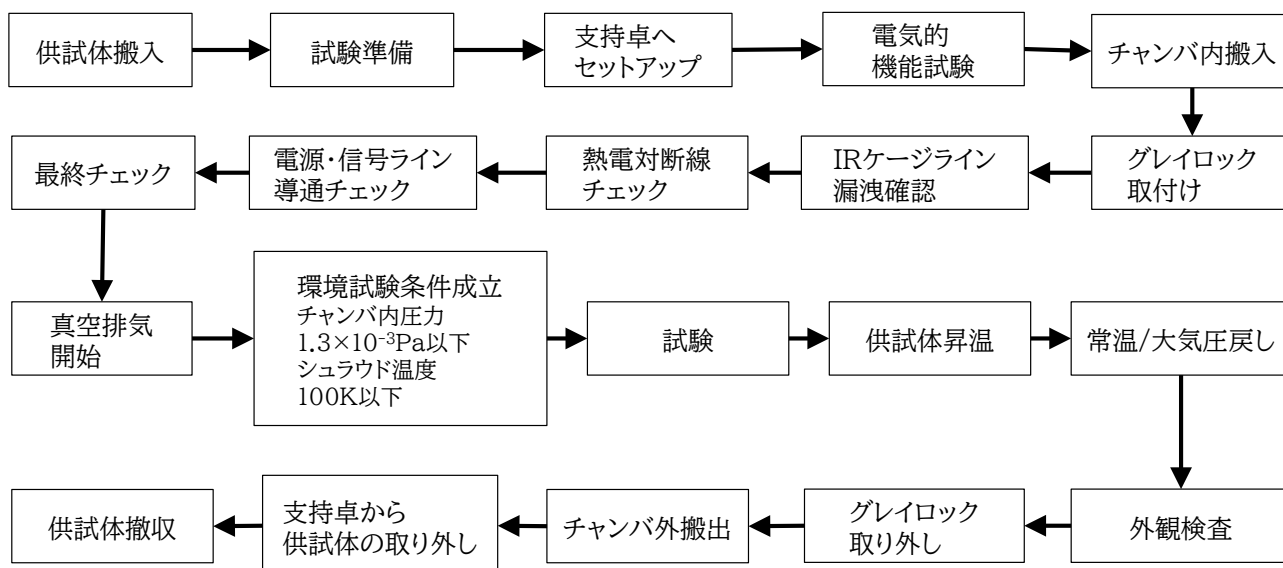 供試体搬入
試験準備
支持卓へ
セットアップ
電気的
機能試験
チャンバ内搬入
グレイロック
取付け
IRケージライン
漏洩確認
熱電対断線
チェック
電源・信号ライン
導通チェック
最終チェック
真空排気
開始
環境試験条件成立
チャンバ内圧力
1.3×10⁻³Pa以下
シュラウド温度
100K以下
試験
供試体昇温
常温/大気圧戻し
外観検査
グレイロック
取り外し
チャンバ外搬出
支持卓から
供試体の取り外し
供試体撤収